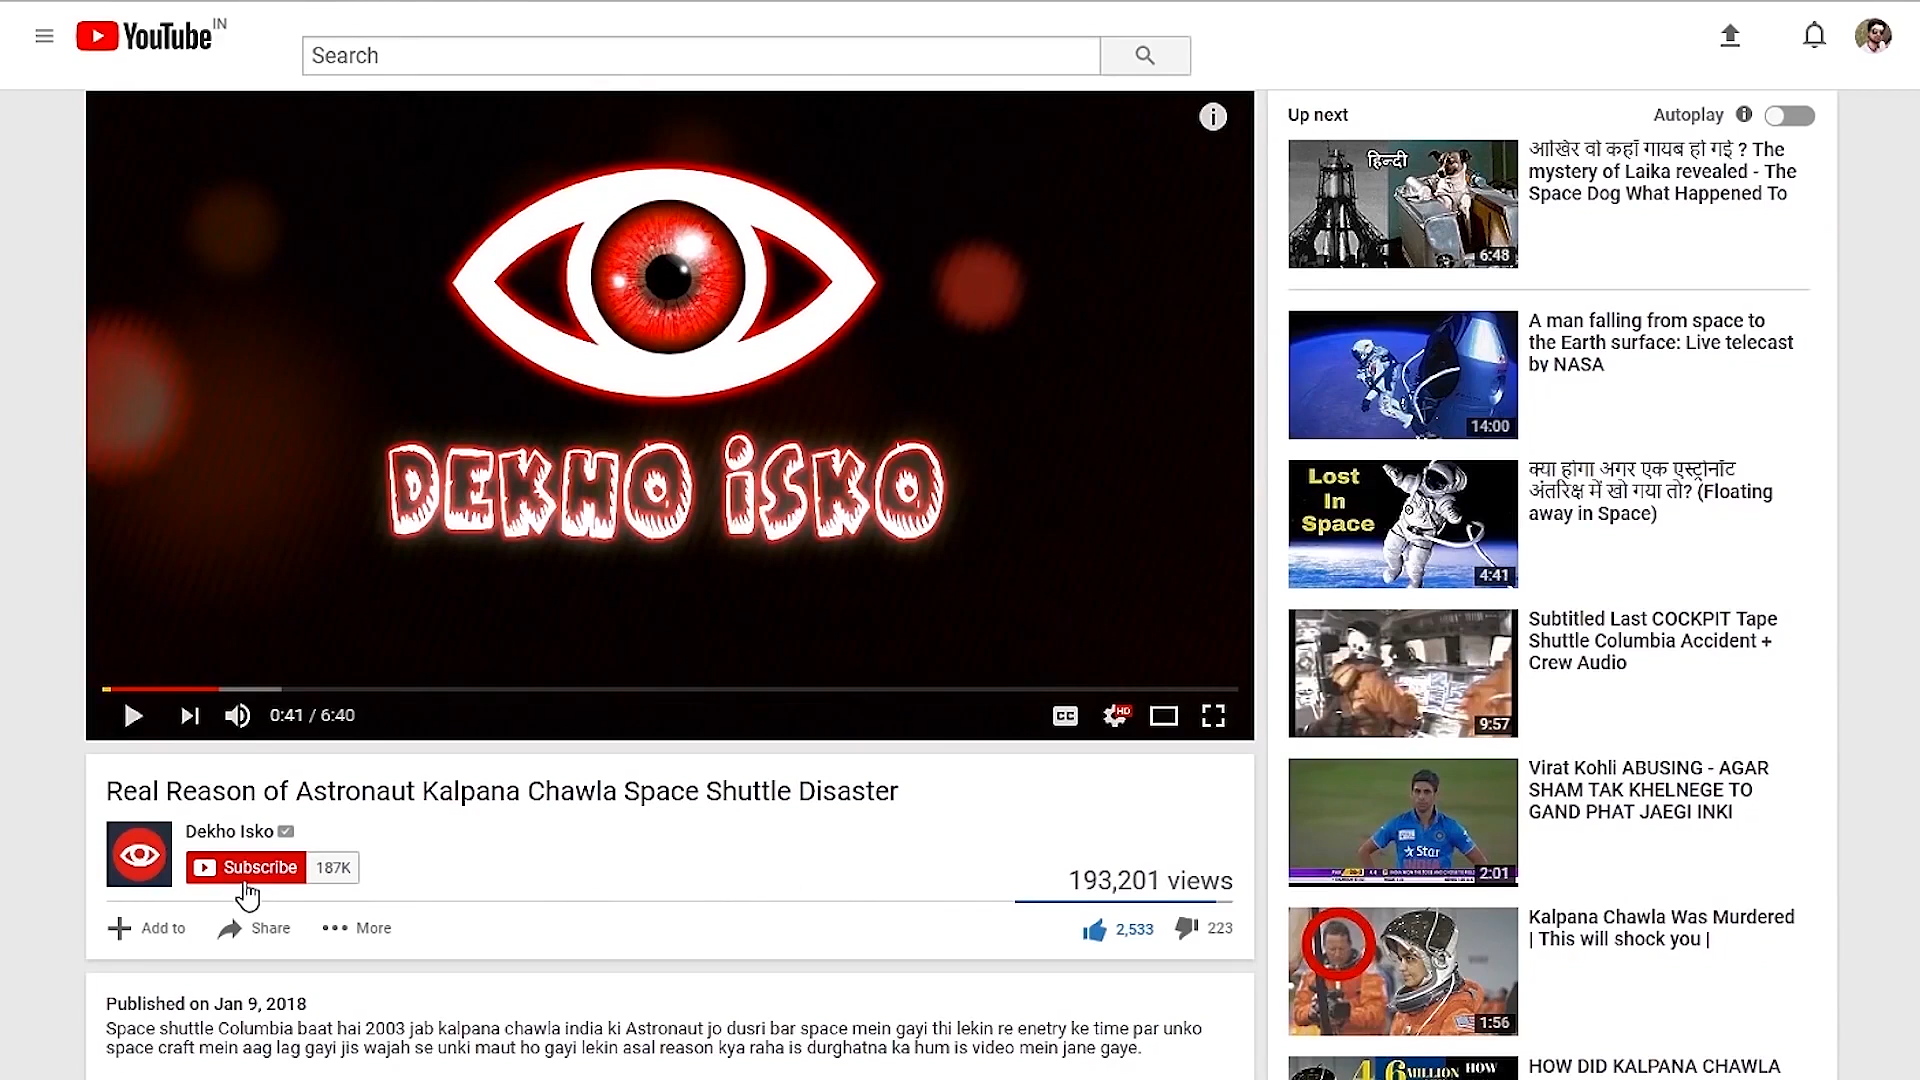 YouTube IN
Search
DEKHO iSKO
0:41 / 6:40
CC
HD
Real Reason of Astronaut Kalpana Chawla Space Shuttle Disaster
Dekho Isko
Subscribe 187K
193,201 views
Add to Share More
2,533 223
Published on Jan 9, 2018
Space shuttle Columbia baat hai 2003 jab kalpana chawla india ki Astronaut jo dusri bar space mein gayi thi lekin re enetry ke time par unko
space craft mein aag lag gayi jis wajah se unki maut ho gayi lekin asal reason kya raha is durghatna ka hum is video mein jane gaye.
Up next
Autoplay
हिन्दी
6:48
आखिर वो कहाँ गायब हो गई ? The
mystery of Laika revealed - The
Space Dog What Happened To
14:00
A man falling from space to
the Earth surface: Live telecast
by NASA
Lost
In
Space
4:41
क्या होगा अगर एक एस्ट्रोनॉट
अंतरिक्ष में खो गया तो? (Floating
away in Space)
9:57
Subtitled Last COCKPIT Tape
Shuttle Columbia Accident +
Crew Audio
Star
INDIA
2:01
Virat Kohli ABUSING - AGAR
SHAM TAK KHELNEGE TO
GAND PHAT JAEGI INKI
1:56
Kalpana Chawla Was Murdered
| This will shock you |
MILLION HOW
HOW DID KALPANA CHAWLA